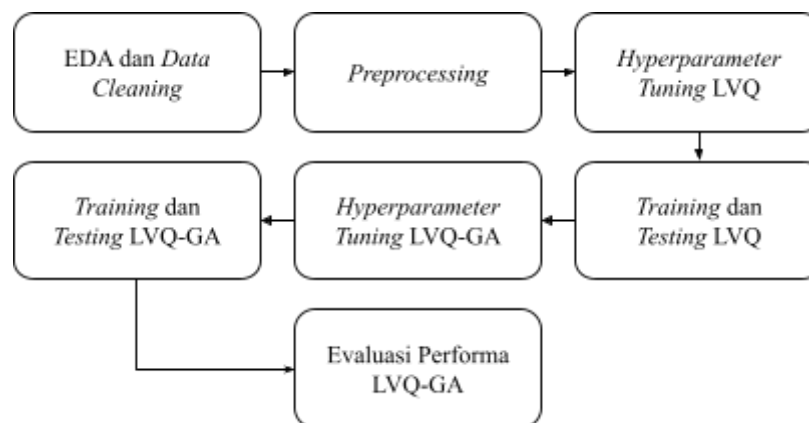 EDA dan Data
Cleaning
Preprocessing
Hyperparameter
Tuning LVQ
Training dan
Testing LVQ
Hyperparameter
Tuning LVQ-GA
Training dan
Testing LVQ-GA
Evaluasi Performa
LVQ-GA